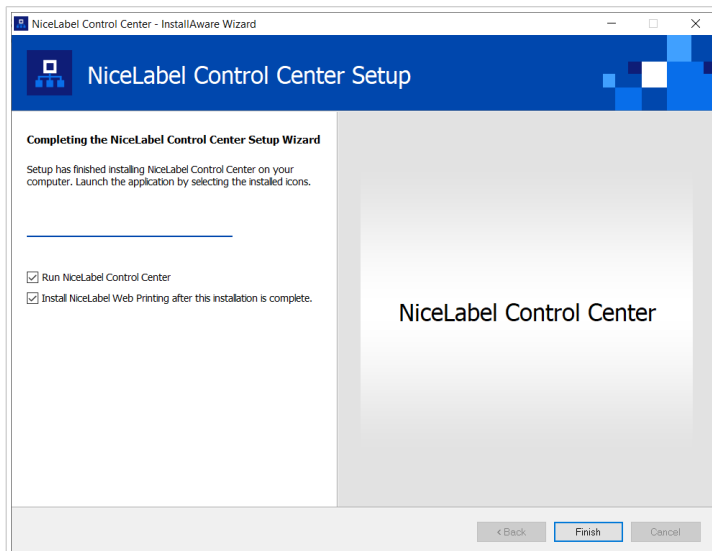 NiceLabel Control Center - InstallAware Wizard
NiceLabel Control Center Setup
Completing the NiceLabel Control Center Setup Wizard
Setup has finished installing NiceLabel Control Center on your
computer. Launch the application by selecting the installed icons.
Run NiceLabel Control Center
Install NiceLabel Web Printing after this installation is complete.
NiceLabel Control Center
< Back
Finish
Cancel